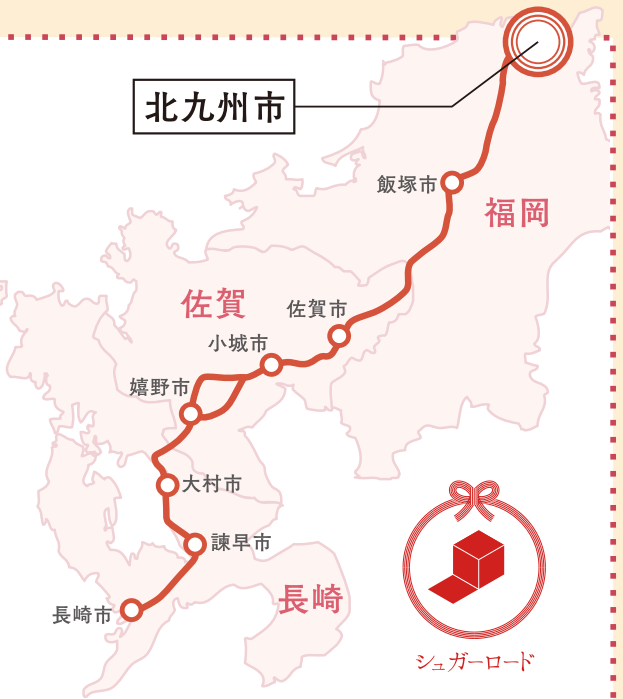 北九州市
飯塚市
福岡
佐賀
佐賀市
小城市
嬉野市
大村市
諫早市
長崎
長崎市
シュガーロード